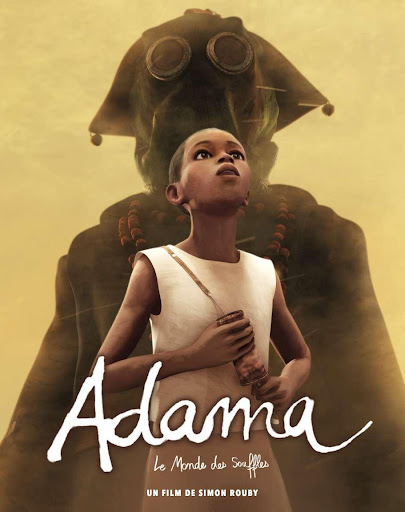 Adama
Le Monde des Souffles
UN FILM DE SIMON ROUBY